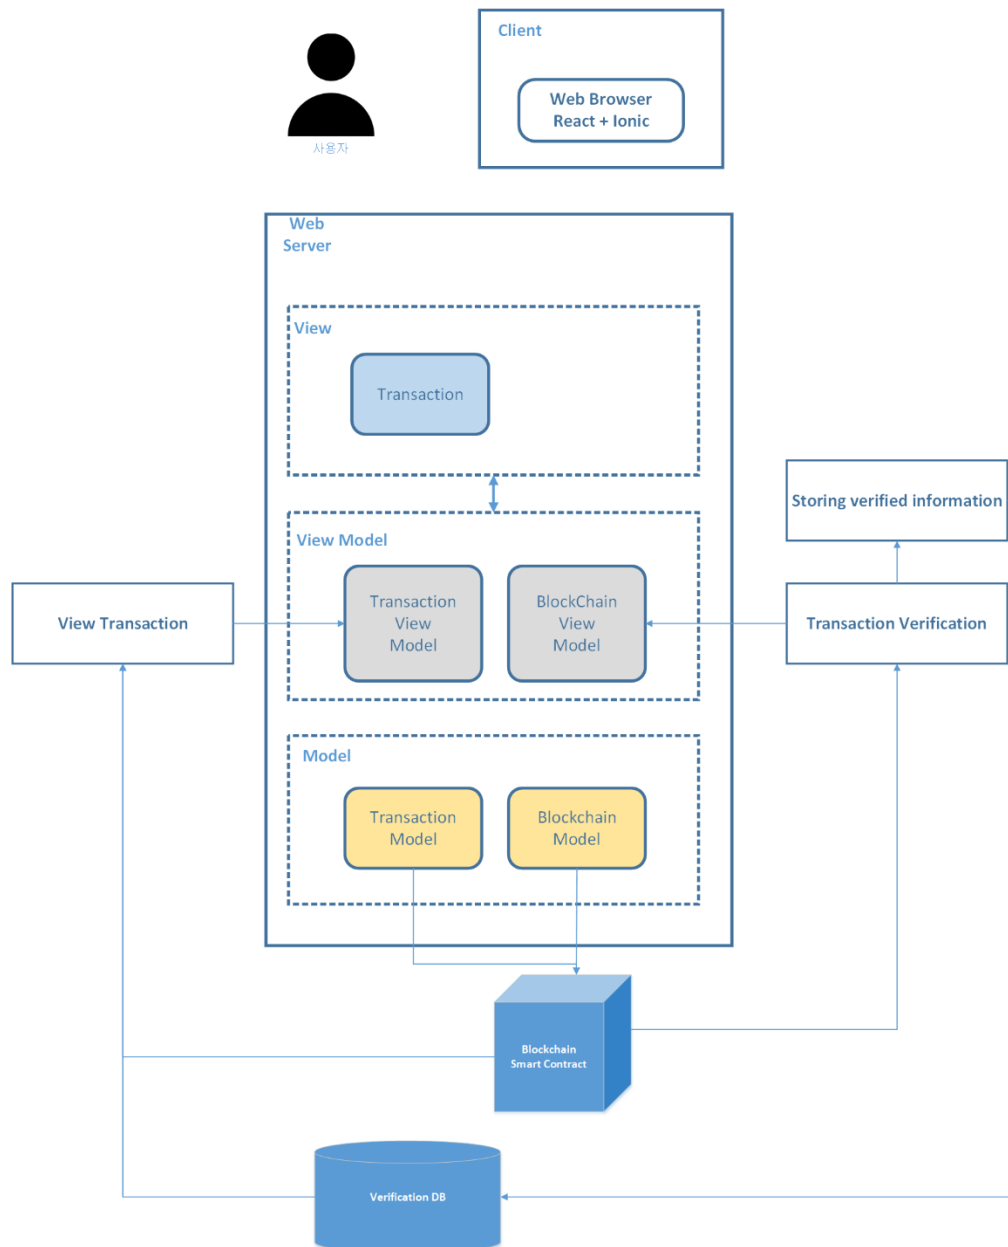 Client
Web Browser
React + Ionic
사용자
Web
Server
View
Transaction
Storing verified information
View Model
Transaction
View
Model
BlockChain
View
Model
View Transaction
Transaction Verification
Model
Transaction
Model
Blockchain
Model
Blockchain
Smart Contract
Verification DB